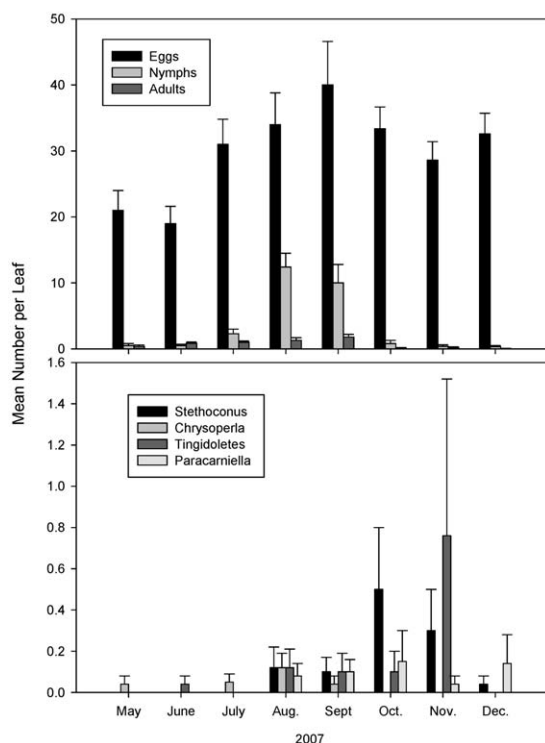 50
Eggs
Nymphs
Adults
40
30
20
10
0
Mean Number per Leaf
1.6
Stethoconus
Chrysoperla
Tingidoletes
Paracarniella
1.4
1.2
1.0
0.8
0.6
0.4
0.2
0.0
May June July Aug. Sept Oct. Nov. Dec.
2007